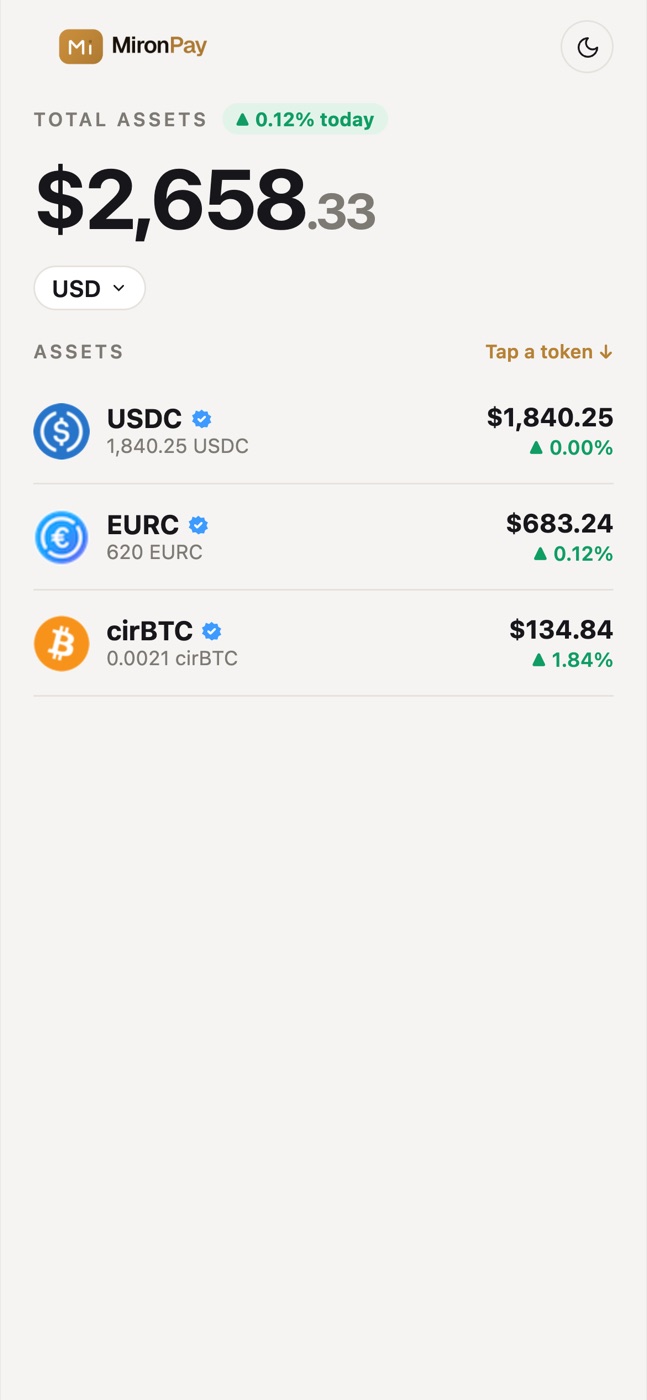 Mi MironPay
TOTAL ASSETS ▲ 0.12% today
$2,658.33
USD
ASSETS Tap a token ↓
USDC $1,840.25
1,840.25 USDC ▲ 0.00%
EURC $683.24
620 EURC ▲ 0.12%
cirBTC $134.84
0.0021 cirBTC ▲ 1.84%